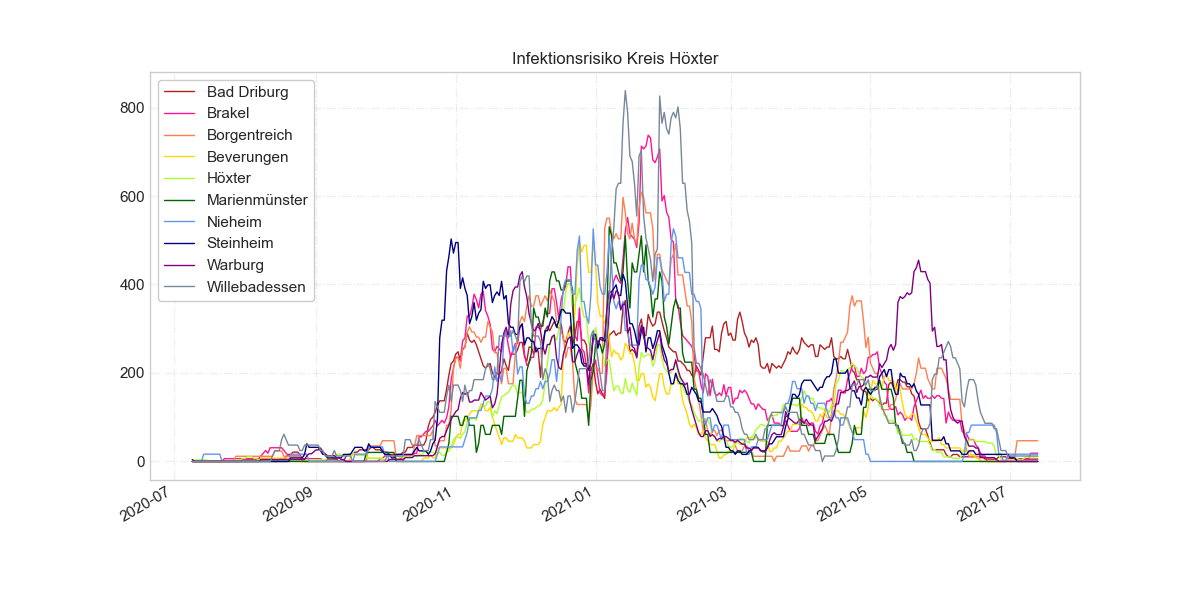 Infektionsrisiko Kreis Höxter
Bad Driburg
Brakel
Borgentreich
Beverungen
Höxter
Marienmünster
Nieheim
Steinheim
Warburg
Willebadessen
800
600
400
200
0
2020-07
2020-09
2020-11
2021-01
2021-03
2021-05
2021-07